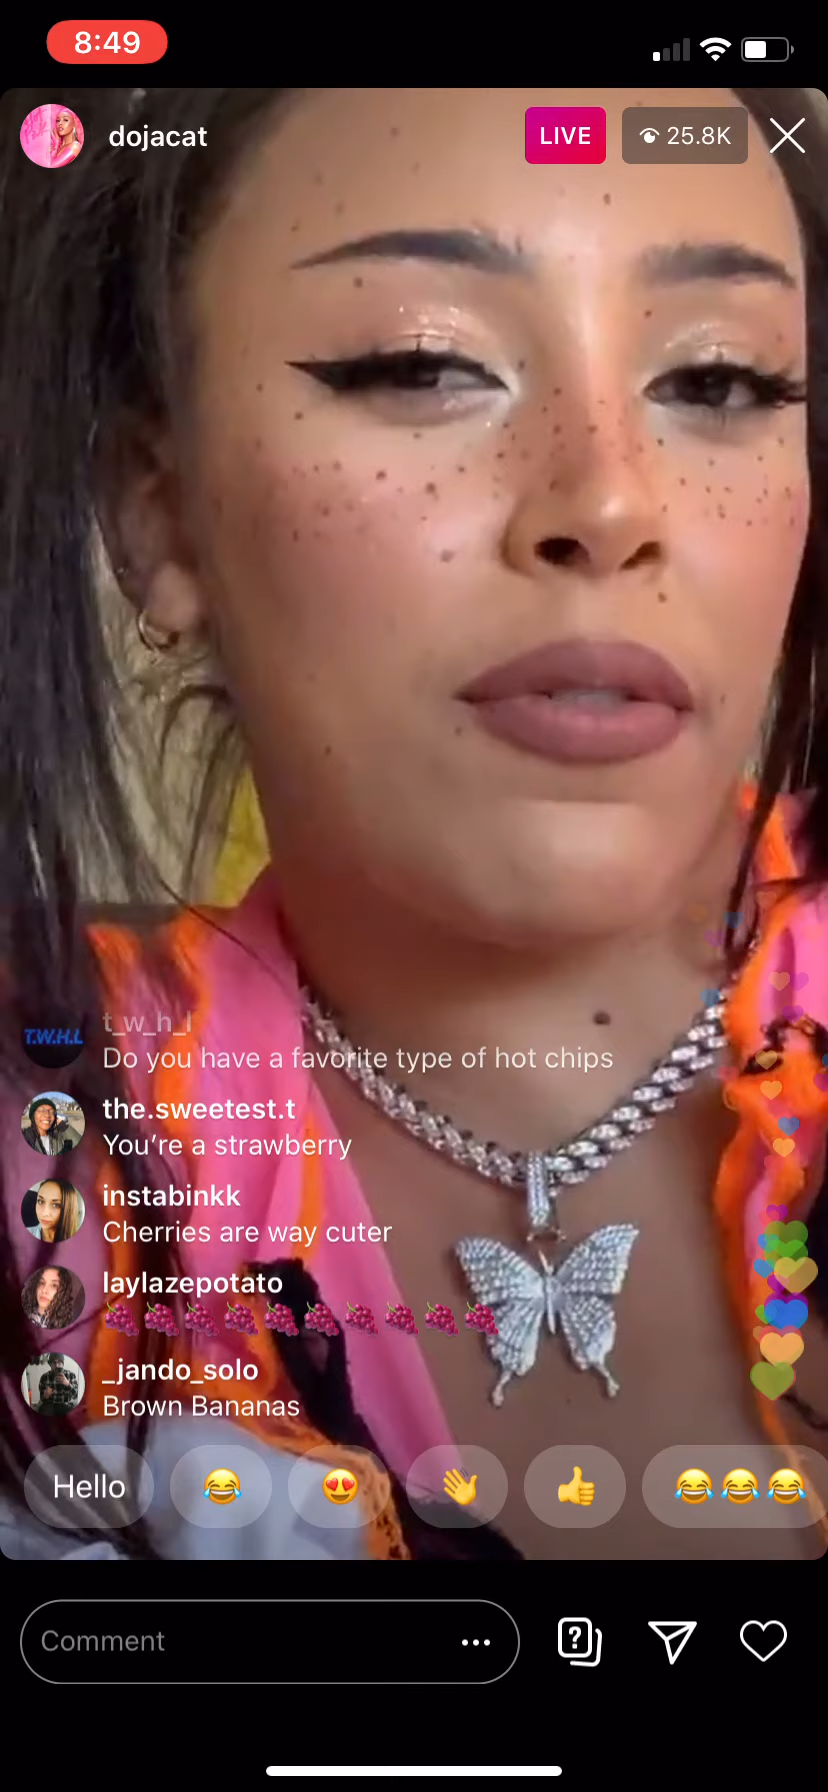 8:49
dojacat
LIVE
25.8K
T.W.H.L
t_w_h_l
Do you have a favorite type of hot chips
the.sweetest.t
You’re a strawberry
instabinkk
Cherries are way cuter
laylazepotato
🍇🍇🍇🍇🍇🍇🍇🍇🍇🍇
_jando_solo
Brown Bananas
Hello 😂 😍 👋 👍 😂😂😂
Comment